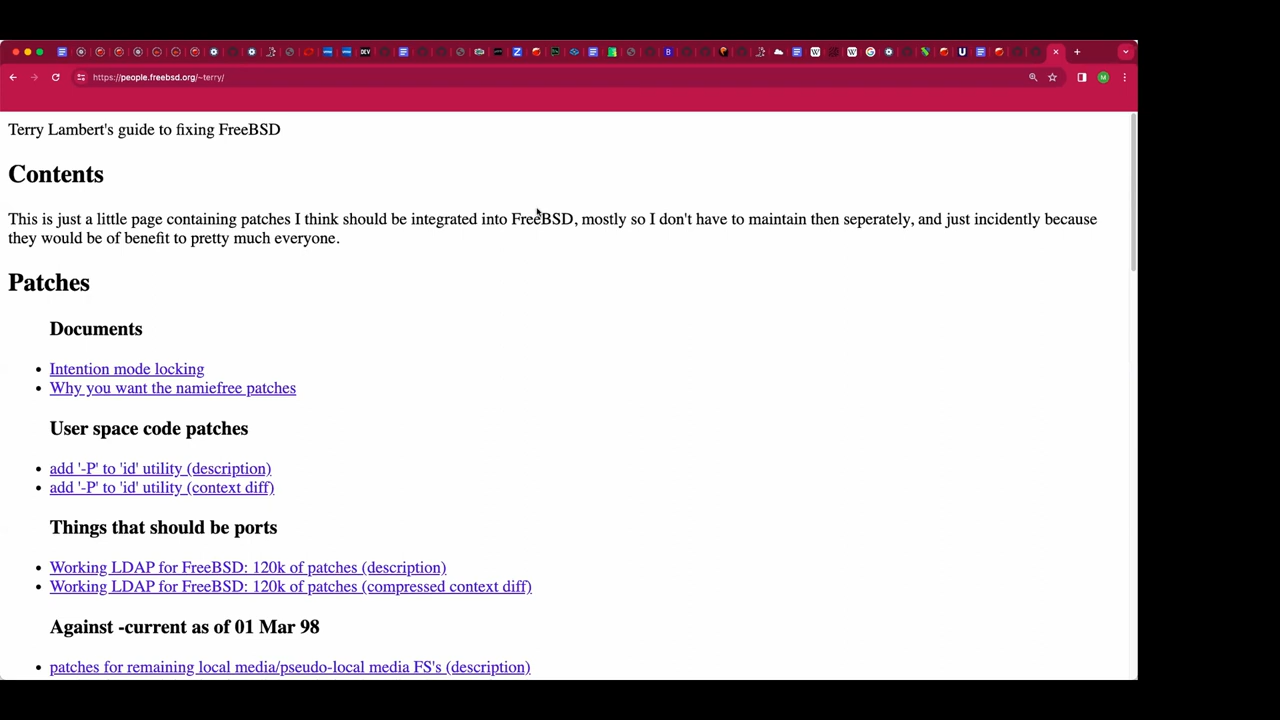 https://people.freebsd.org/~terry/
Terry Lambert's guide to fixing FreeBSD
Contents
This is just a little page containing patches I think should be integrated into FreeBSD, mostly so I don't have to maintain then seperately, and just incidently because
they would be of benefit to pretty much everyone.
Patches
Documents
Intention mode locking
Why you want the namiefree patches
User space code patches
add '-P' to 'id' utility (description)
add '-P' to 'id' utility (context diff)
Things that should be ports
Working LDAP for FreeBSD: 120k of patches (description)
Working LDAP for FreeBSD: 120k of patches (compressed context diff)
Against -current as of 01 Mar 98
patches for remaining local media/pseudo-local media FS's (description)